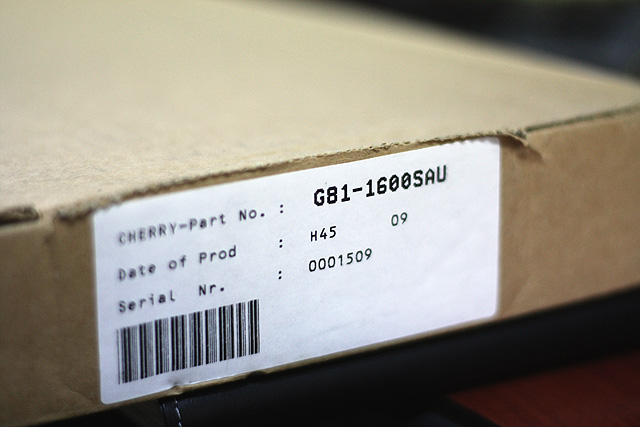 CHERRY-Part No. : G81-1600SAU
Date of Prod : H45 09
Serial Nr. : 0001509